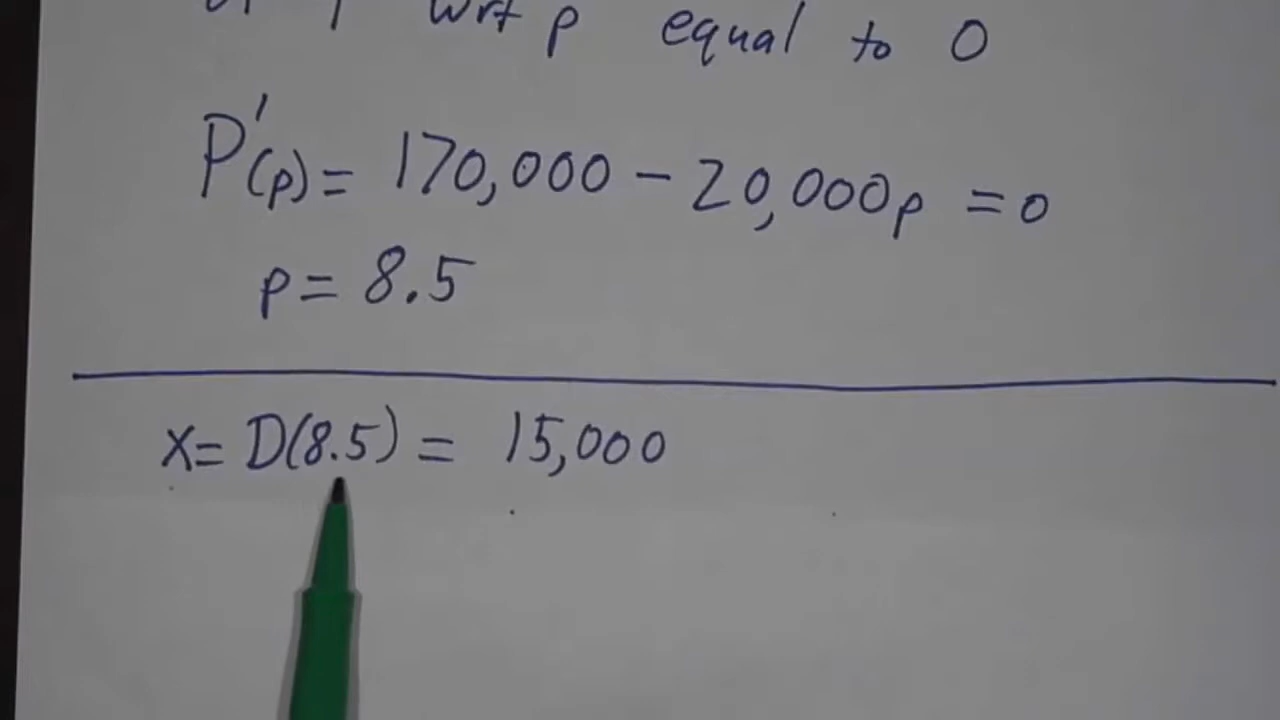 wrt p equal to 0
P'(p) = 170,000 - 20,000p = 0
p = 8.5
x = D(8.5) = 15,000